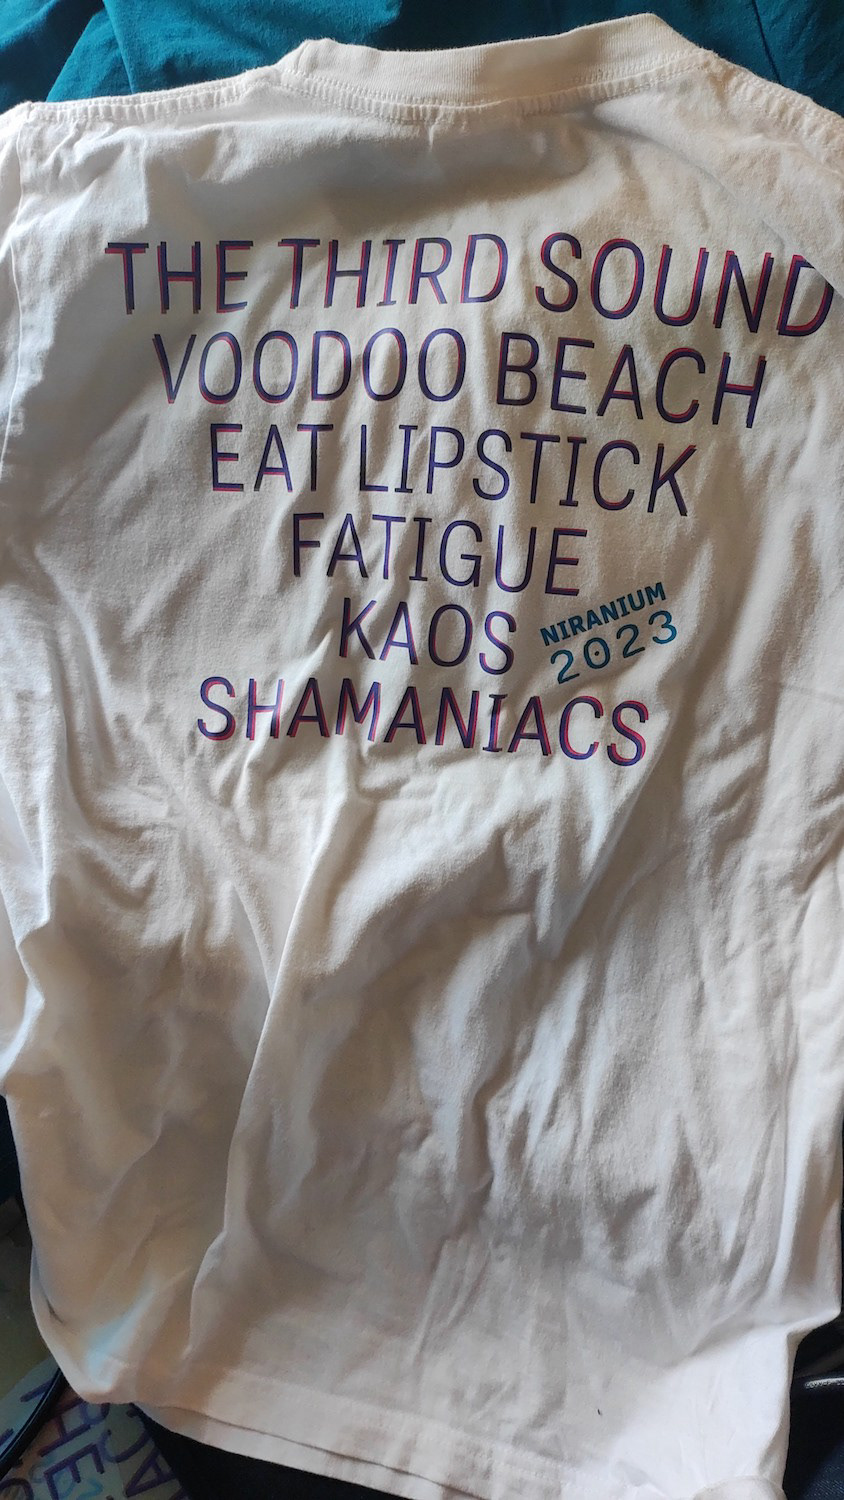 THE THIRD SOUND
VOODOO BEACH
EAT LIPSTICK
FATIGUE
KAOS
NIRANIUM
2023
SHAMANIACS